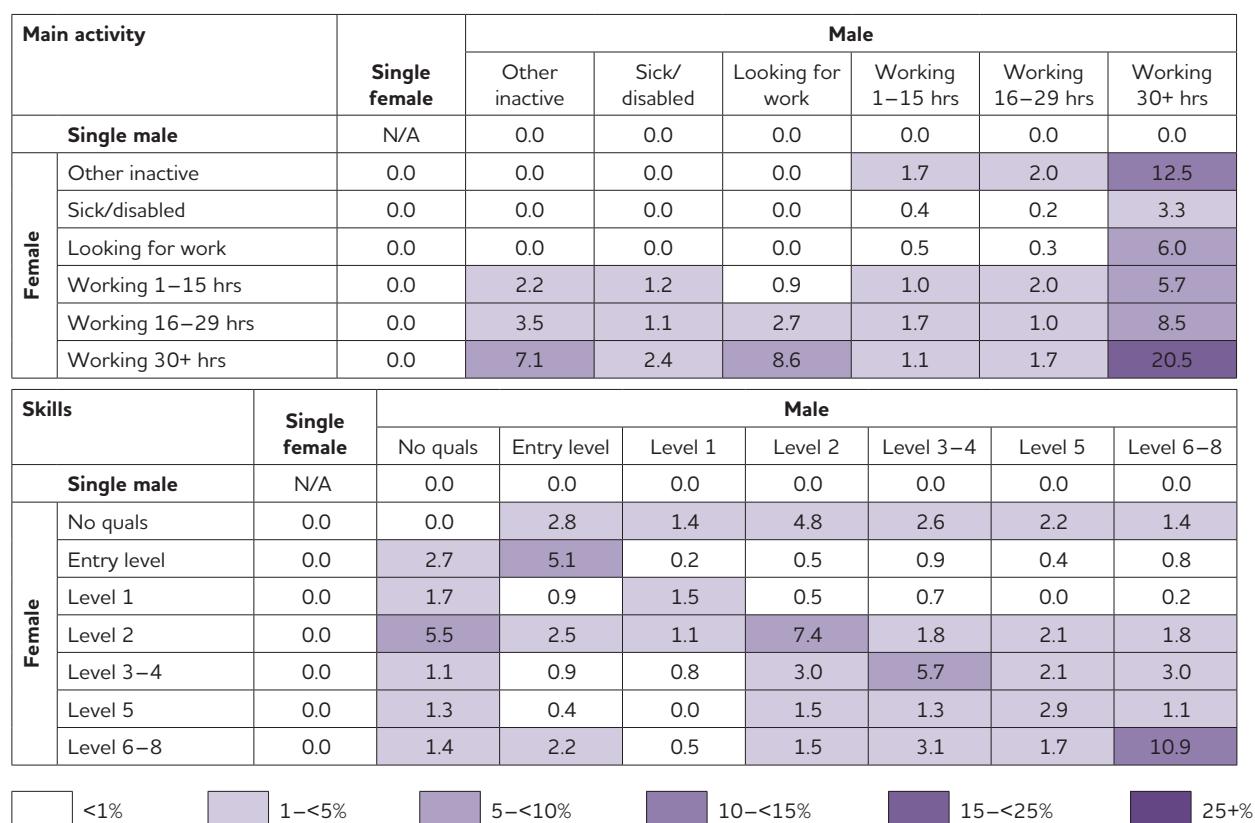 Main activity Single female Male
Other inactive Sick/disabled Looking for work Working 1–15 hrs Working 16–29 hrs Working 30+ hrs
Single male N/A 0.0 0.0 0.0 0.0 0.0 0.0
Female
Other inactive 0.0 0.0 0.0 0.0 1.7 2.0 12.5
Sick/disabled 0.0 0.0 0.0 0.0 0.4 0.2 3.3
Looking for work 0.0 0.0 0.0 0.0 0.5 0.3 6.0
Working 1–15 hrs 0.0 2.2 1.2 0.9 1.0 2.0 5.7
Working 16–29 hrs 0.0 3.5 1.1 2.7 1.7 1.0 8.5
Working 30+ hrs 0.0 7.1 2.4 8.6 1.1 1.7 20.5
Skills Single female Male
No quals Entry level Level 1 Level 2 Level 3–4 Level 5 Level 6–8
Single male N/A 0.0 0.0 0.0 0.0 0.0 0.0 0.0
Female
No quals 0.0 0.0 2.8 1.4 4.8 2.6 2.2 1.4
Entry level 0.0 2.7 5.1 0.2 0.5 0.9 0.4 0.8
Level 1 0.0 1.7 0.9 1.5 0.5 0.7 0.0 0.2
Level 2 0.0 5.5 2.5 1.1 7.4 1.8 2.1 1.8
Level 3–4 0.0 1.1 0.9 0.8 3.0 5.7 2.1 3.0
Level 5 0.0 1.3 0.4 0.0 1.5 1.3 2.9 1.1
Level 6–8 0.0 1.4 2.2 0.5 1.5 3.1 1.7 10.9
<1% 1–<5% 5–<10% 10–<15% 15–<25% 25+%